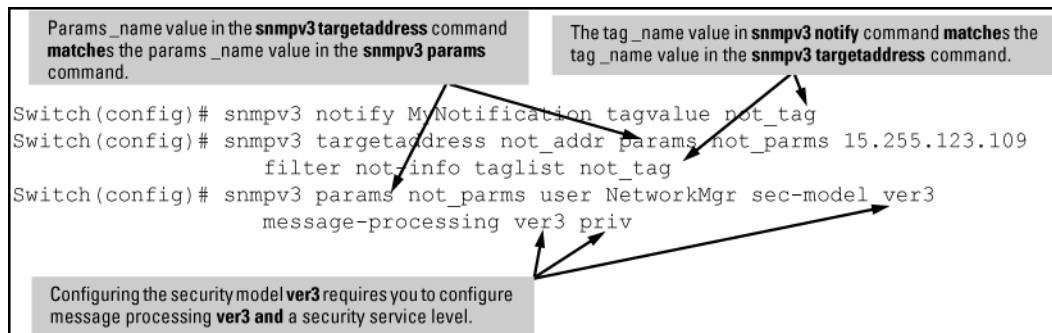 Params _name value in the snmpv3 targetaddress command
matches the params _name value in the snmpv3 params
command.
The tag _name value in snmpv3 notify command matches the
tag _name value in the snmpv3 targetaddress command.
Switch(config)# snmpv3 notify MyNotification tagvalue not_tag
Switch(config)# snmpv3 targetaddress not_addr params not_parms 15.255.123.109
filter not-info taglist not_tag
Switch(config)# snmpv3 params not_parms user NetworkMgr sec-model ver3
message-processing ver3 priv
Configuring the security model ver3 requires you to configure
message processing ver3 and a security service level.